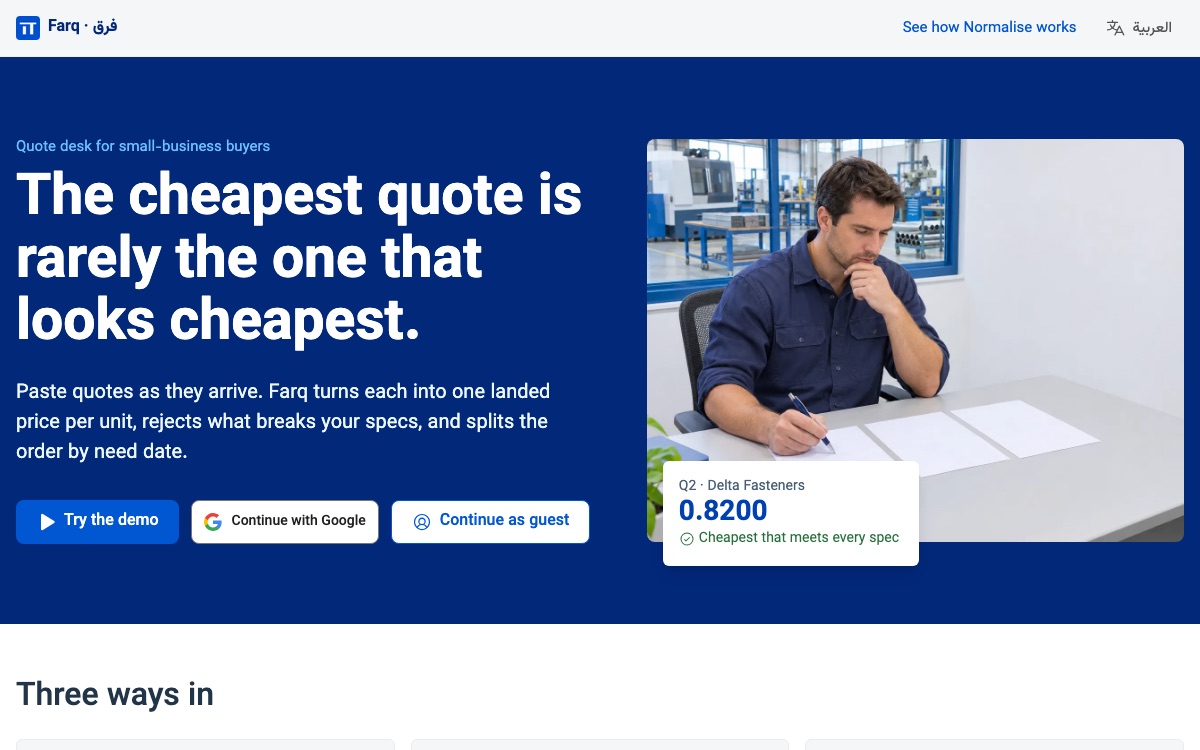 Farq · فرق
See how Normalise works
العربية
Quote desk for small-business buyers
The cheapest quote is
rarely the one that
looks cheapest.
Paste quotes as they arrive. Farq turns each into one landed
price per unit, rejects what breaks your specs, and splits the
order by need date.
Try the demo
Continue with Google
Continue as guest
Q2 · Delta Fasteners
0.8200
Cheapest that meets every spec
Three ways in